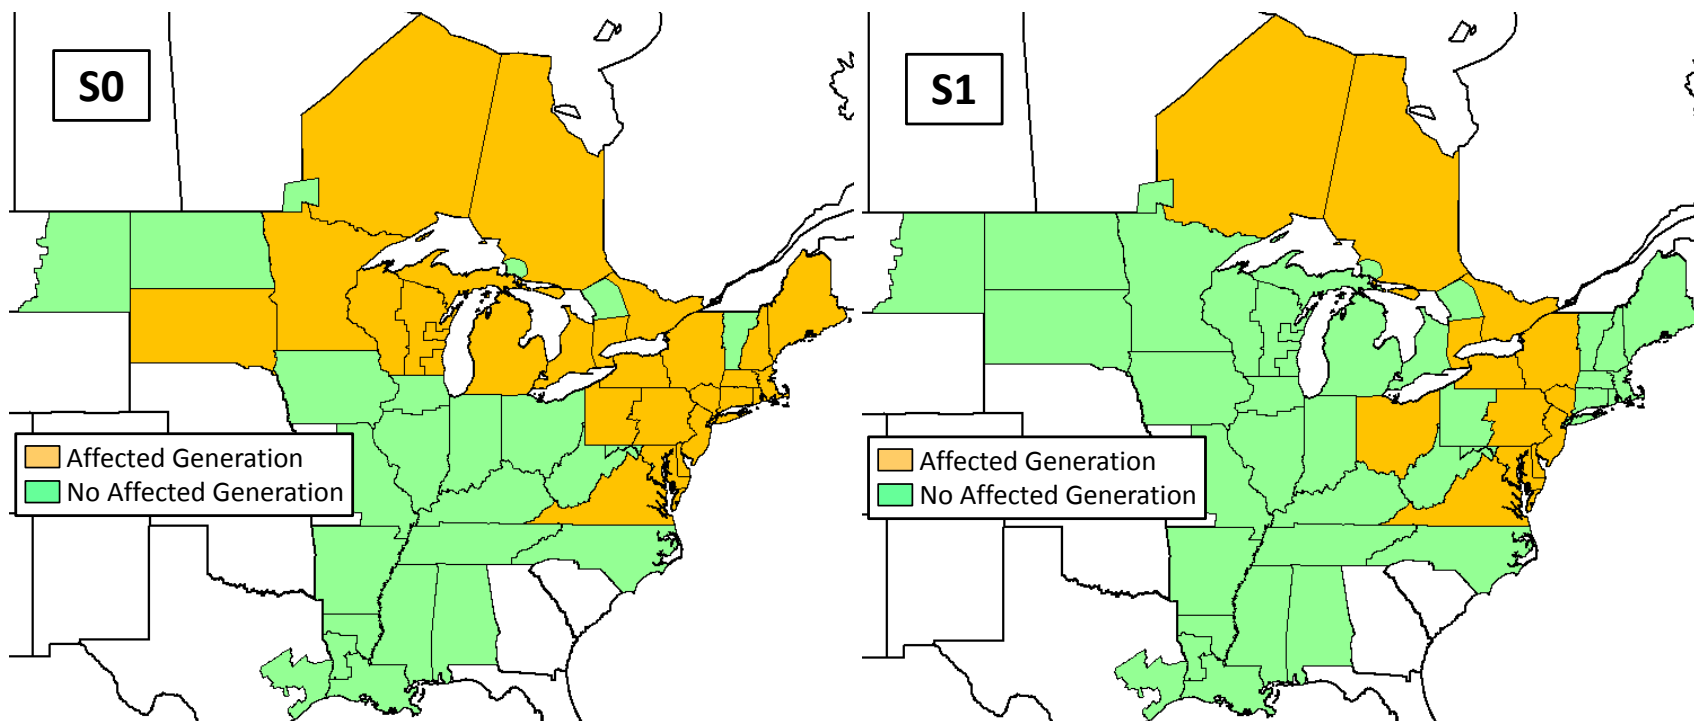 S0
Affected Generation
No Affected Generation
S1
Affected Generation
No Affected Generation